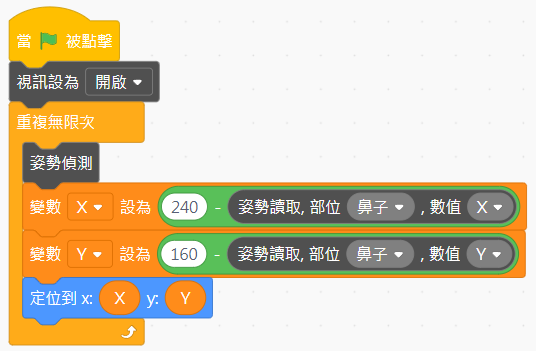 當 被點擊
視訊設為 開啟
重複無限次
姿勢偵測
變數 X 設為 240 - 姿勢讀取, 部位 鼻子 , 數值 X
變數 Y 設為 160 - 姿勢讀取, 部位 鼻子 , 數值 Y
定位到 x: X y: Y